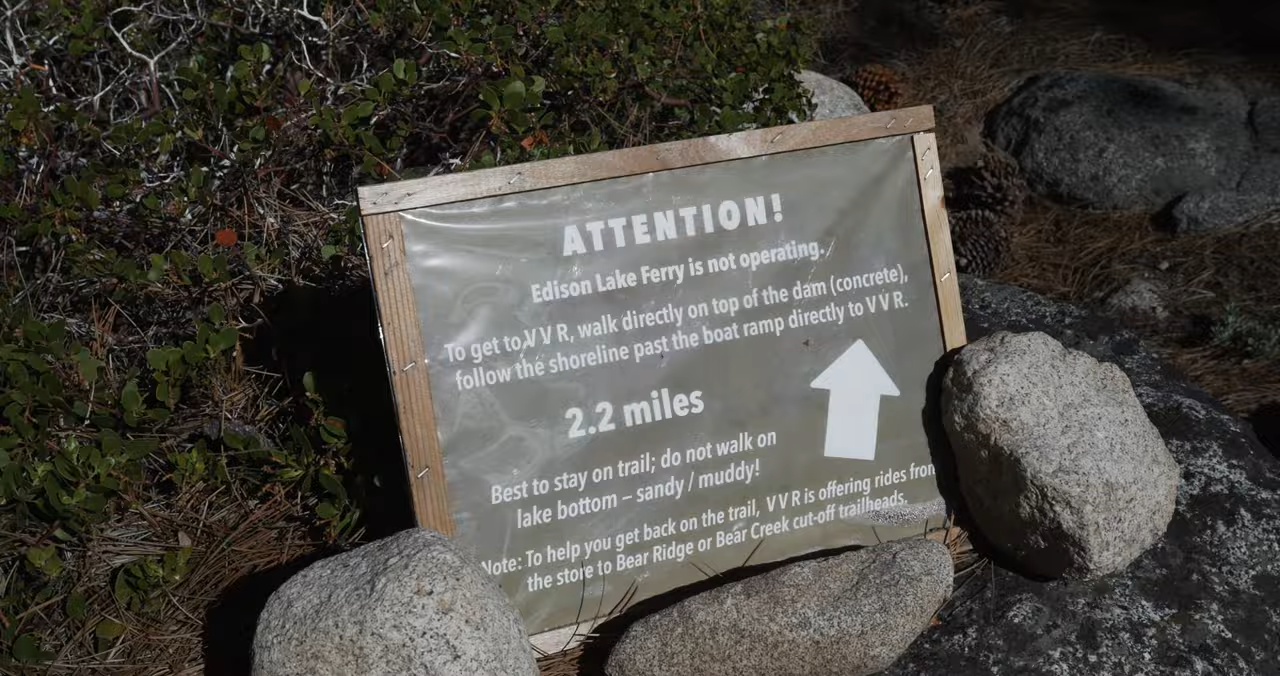 ATTENTION!
Edison Lake Ferry is not operating.
To get to V V R, walk directly on top of the dam (concrete),
follow the shoreline past the boat ramp directly to V V R.
2.2 miles
Best to stay on trail; do not walk on
lake bottom – sandy / muddy!
Note: To help you get back on the trail, V V R is offering rides from
the store to Bear Ridge or Bear Creek cut-off trailheads.